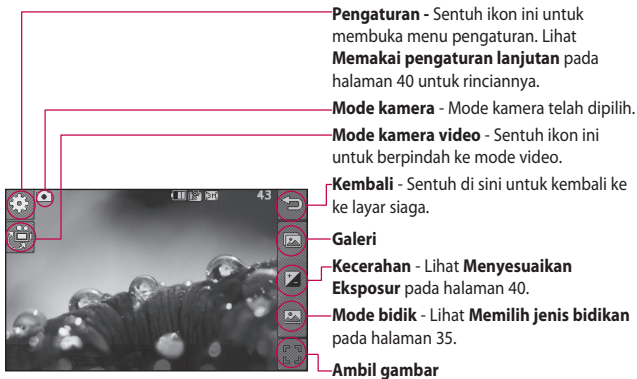 Pengaturan - Sentuh ikon ini untuk
membuka menu pengaturan. Lihat
Memakai pengaturan lanjutan pada
halaman 40 untuk rinciannya.
Mode kamera - Mode kamera telah dipilih.
Mode kamera video - Sentuh ikon ini
untuk berpindah ke mode video.
Kembali - Sentuh di sini untuk kembali ke
ke layar siaga.
43
Galeri
Kecerahan - Lihat Menyesuaikan
Eksposur pada halaman 40.
Mode bidik - Lihat Memilih jenis bidikan
pada halaman 35.
Ambil gambar